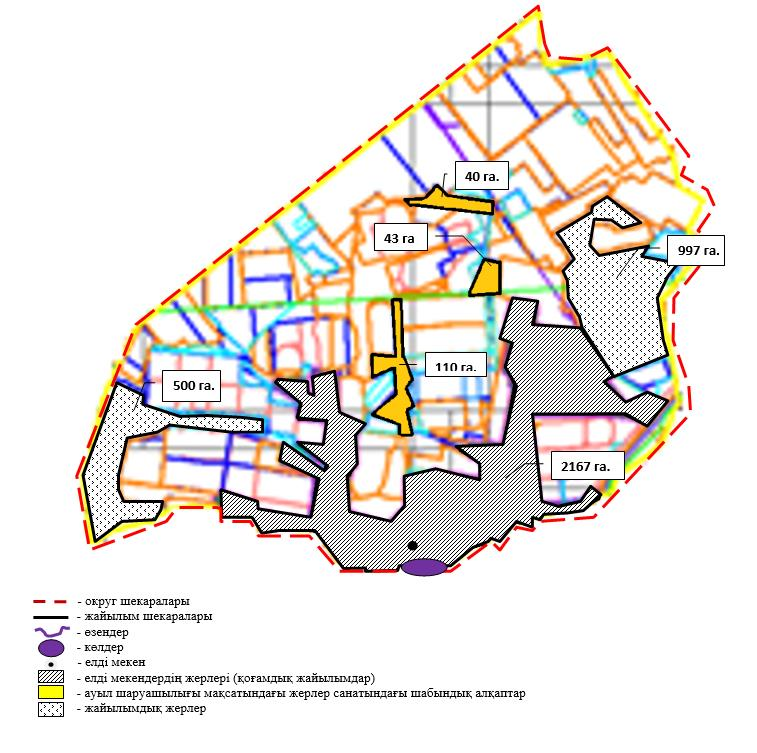 40 га.
43 га
997 га.
110 га.
500 га.
2167 га.
- округ шекаралары
- жайылым шекаралары
- өзендер
- көлдер
- елді мекен
- елді мекендердің жерлері (қоғамдық жайылымдар)
- ауыл шаруашылығы мақсатындағы жерлер санатындағы шабындық алқаптар
- жайылымдық жерлер